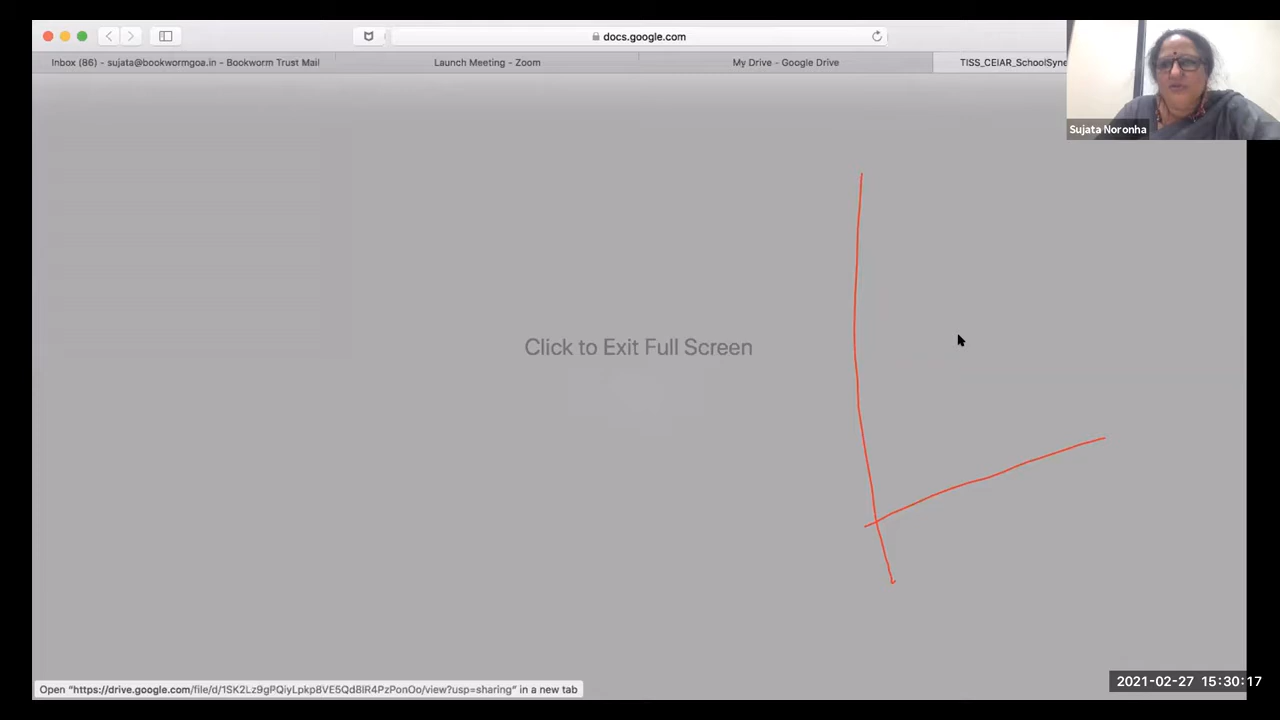 docs.google.com
Inbox (86) - sujata@bookwormgoa.in - Bookworm Trust Mail
Launch Meeting - Zoom
My Drive - Google Drive
TISS_CEIAR_SchoolSyne
Sujata Noronha
Click to Exit Full Screen
Open "https://drive.google.com/file/d/1SK2Lz9gPQiyLpkp8VE5Qd8lR4PzPonOo/view?usp=sharing" in a new tab
2021-02-27 15:30:17